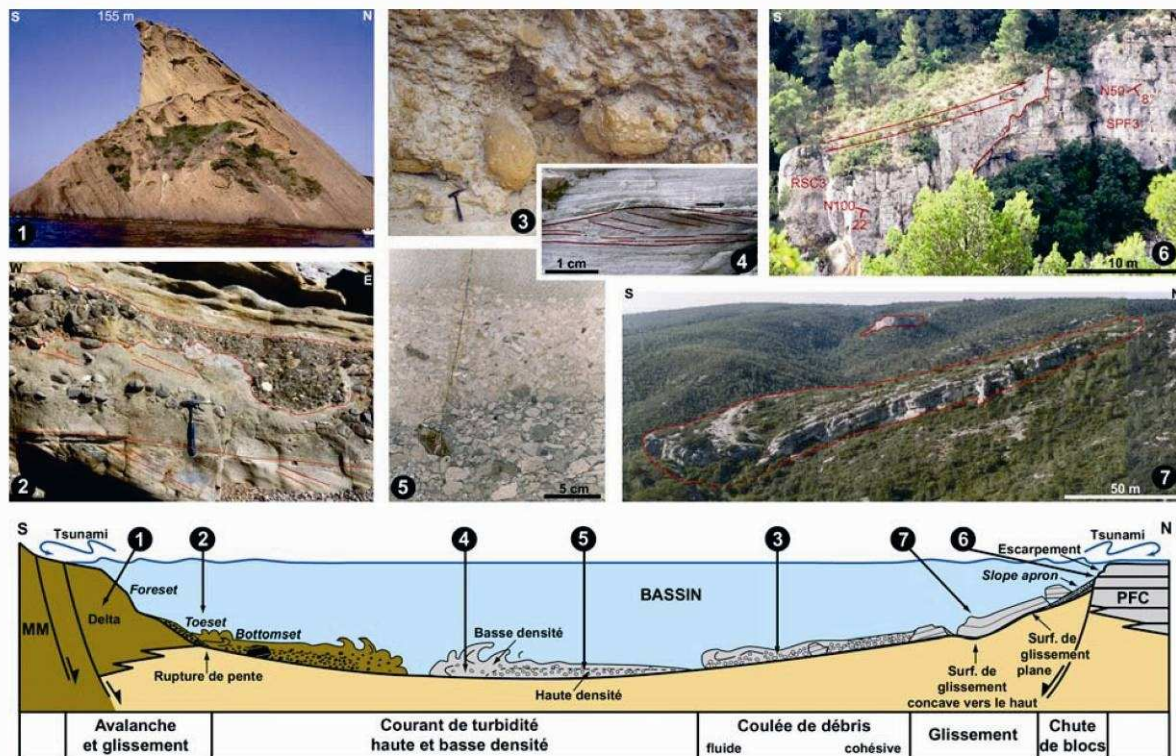 S
155 m
N
1
W
E
2
3
1 cm
4
5
5 cm
S
N50
8°
SPF3
RSC3
N100
22°
6
10 m
S
7
50 m
S
N
Tsunami
1
2
4
5
3
7
6
Tsunami
Escarpement
Slope apron
Foreset
MM
Delta
Toeset
Bottomset
BASSIN
Basse densité
PFC
Rupture de pente
Haute densité
Surf. de
glissement
plane
Surf. de
glissement
concave vers le haut
Avalanche
et glissement
Courant de turbidité
haute et basse densité
Coulée de débris
fluide
cohésive
Glissement
Chute
de blocs